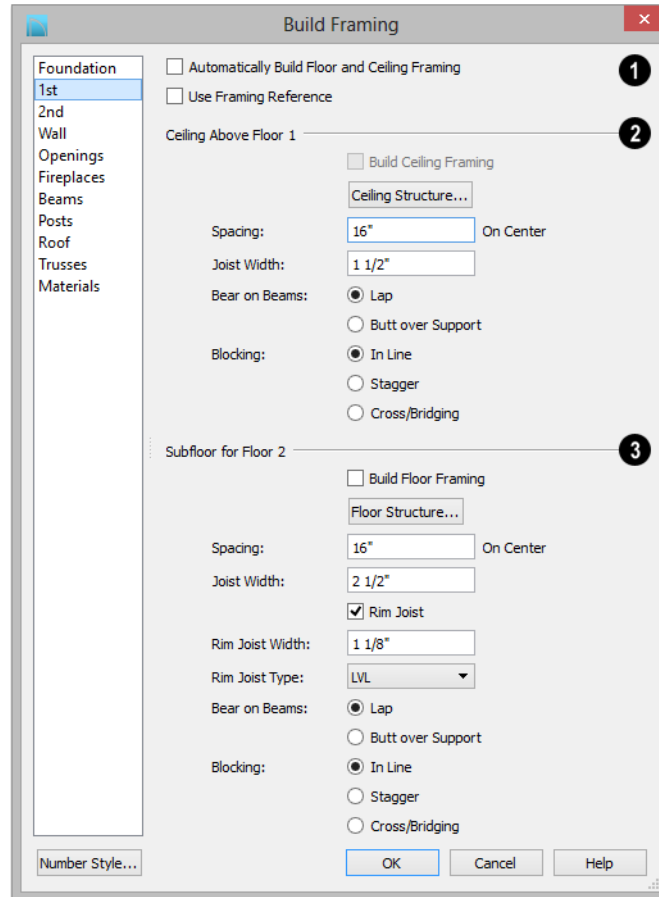 Build Framing
Foundation
1st
2nd
Wall
Openings
Fireplaces
Beams
Posts
Roof
Trusses
Materials
Automatically Build Floor and Ceiling Framing
1
Use Framing Reference
Ceiling Above Floor 1
2
Build Ceiling Framing
Ceiling Structure...
Spacing: 16" On Center
Joist Width: 1 1/2"
Bear on Beams: Lap
Butt over Support
Blocking: In Line
Stagger
Cross/Bridging
Subfloor for Floor 2
3
Build Floor Framing
Floor Structure...
Spacing: 16" On Center
Joist Width: 2 1/2"
Rim Joist
Rim Joist Width: 1 1/8"
Rim Joist Type: LVL
Bear on Beams: Lap
Butt over Support
Blocking: In Line
Stagger
Cross/Bridging
Number Style... OK Cancel Help